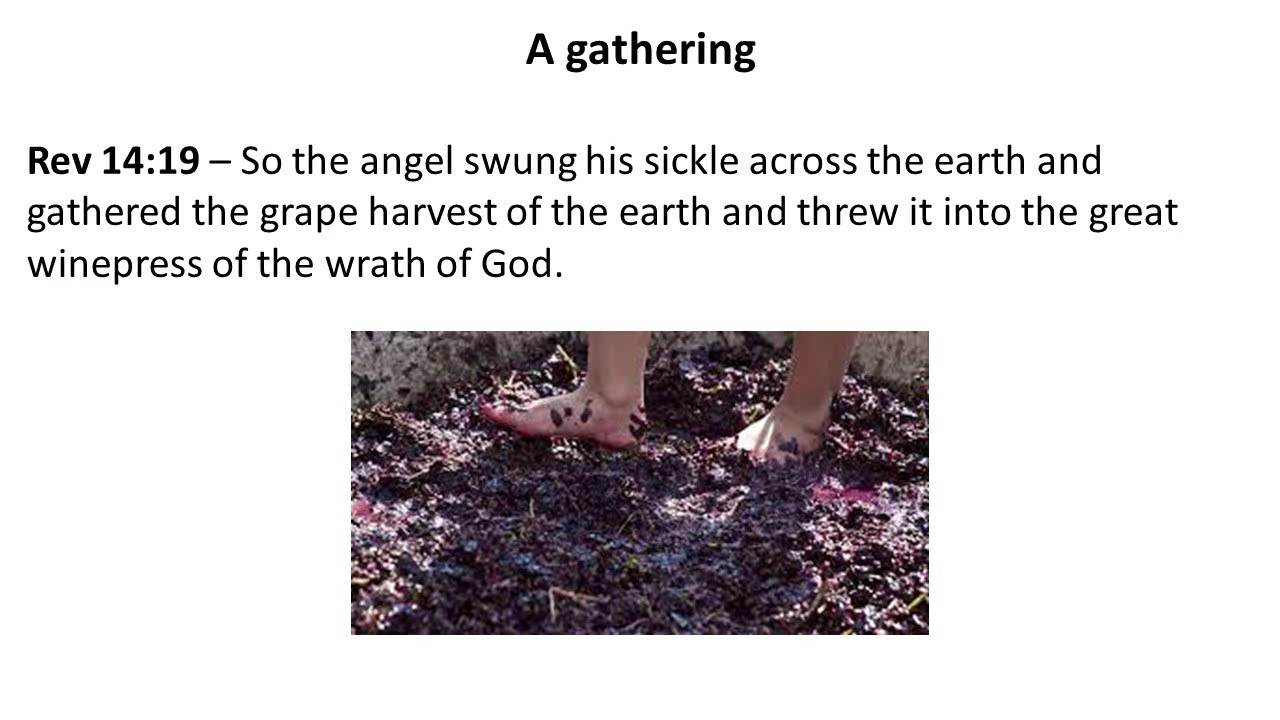 A gathering
Rev 14:19 – So the angel swung his sickle across the earth and
gathered the grape harvest of the earth and threw it into the great
winepress of the wrath of God.